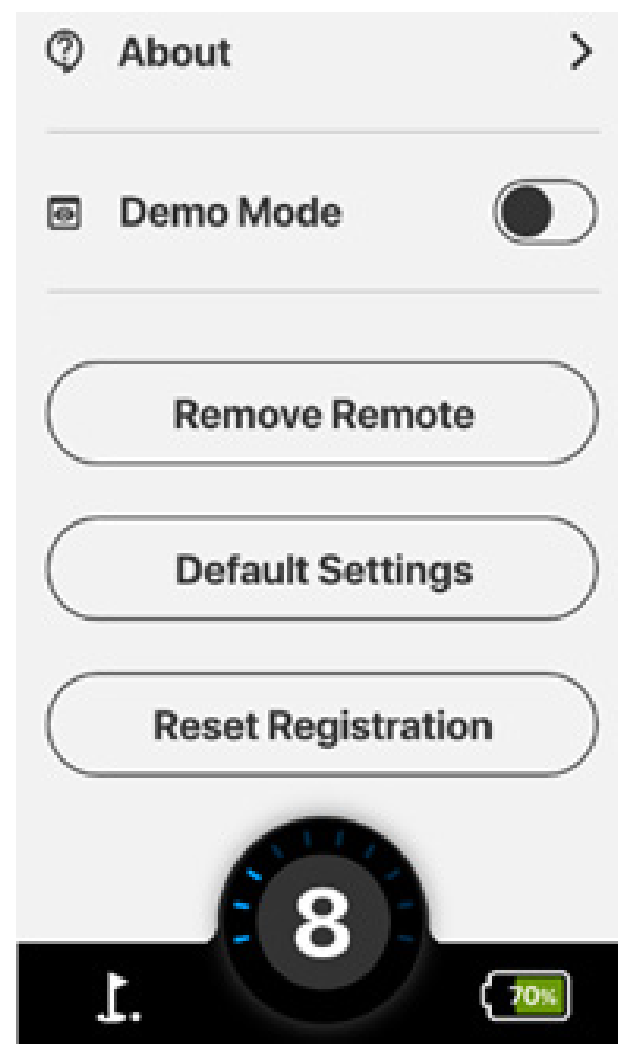 About
Demo Mode
Remove Remote
Default Settings
Reset Registration
8
70%